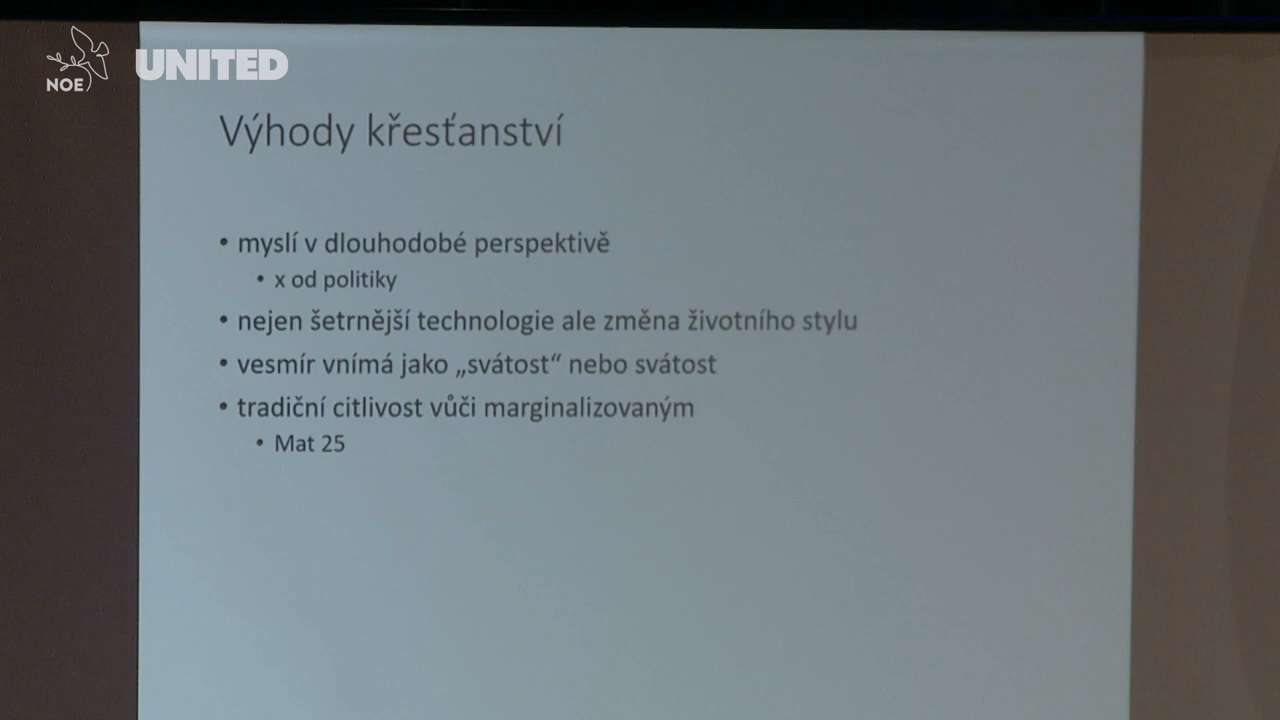 NOE
UNITED
Výhody křesťanství
• myslí v dlouhodobé perspektivě
• x od politiky
• nejen šetrnější technologie ale změna životního stylu
• vesmír vnímá jako „svátost“ nebo svátost
• tradiční citlivost vůči marginalizovaným
• Mat 25